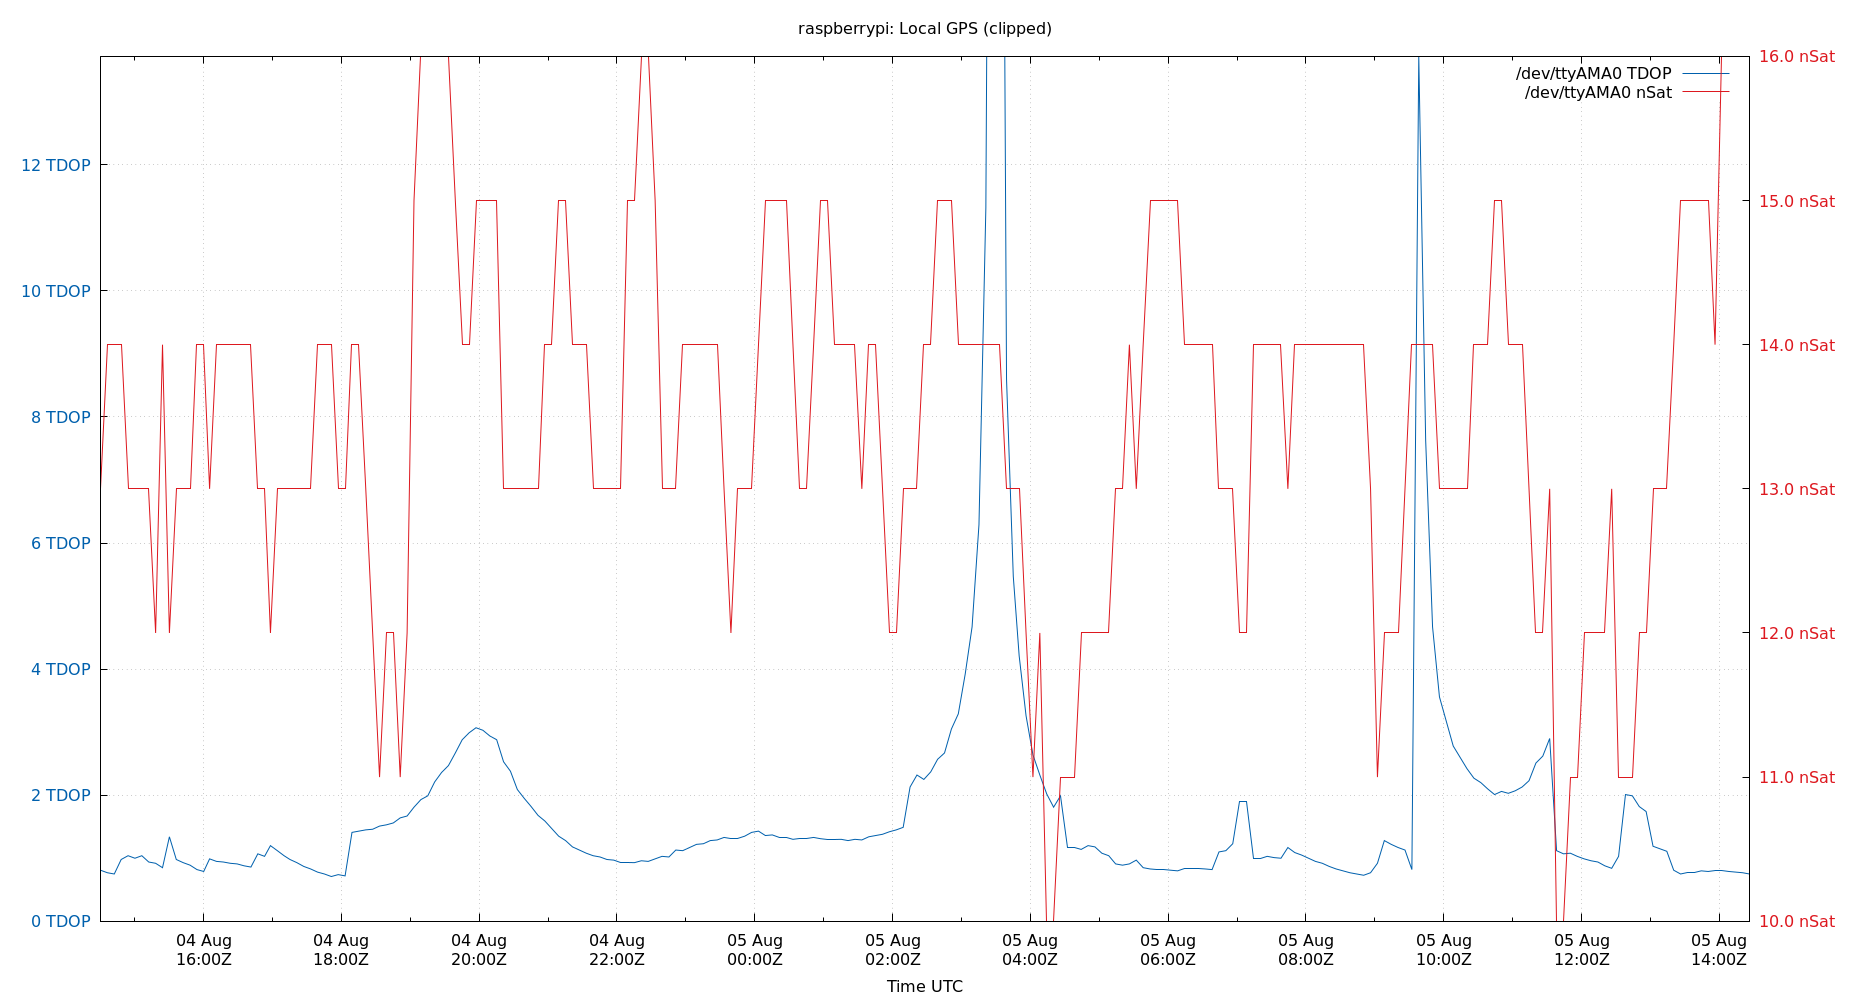 raspberrypi: Local GPS (clipped)
16.0 nSat
/dev/ttyAMA0 TDOP
/dev/ttyAMA0 nSat
12 TDOP
15.0 nSat
10 TDOP
14.0 nSat
8 TDOP
13.0 nSat
6 TDOP
12.0 nSat
4 TDOP
11.0 nSat
2 TDOP
10.0 nSat
0 TDOP
04 Aug 04 Aug 04 Aug 04 Aug 05 Aug 05 Aug 05 Aug 05 Aug 05 Aug 05 Aug 05 Aug 05 Aug
16:00Z 18:00Z 20:00Z 22:00Z 00:00Z 02:00Z 04:00Z 06:00Z 08:00Z 10:00Z 12:00Z 14:00Z
Time UTC